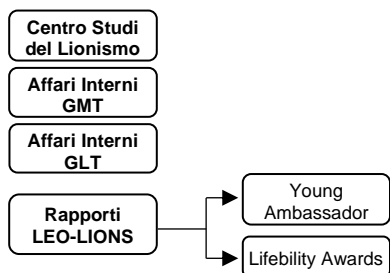 Centro Studi
del Lionismo
Affari Interni
GMT
Affari Interni
GLT
Rapporti
LEO-LIONS
Young
Ambassador
Lifebility Awards